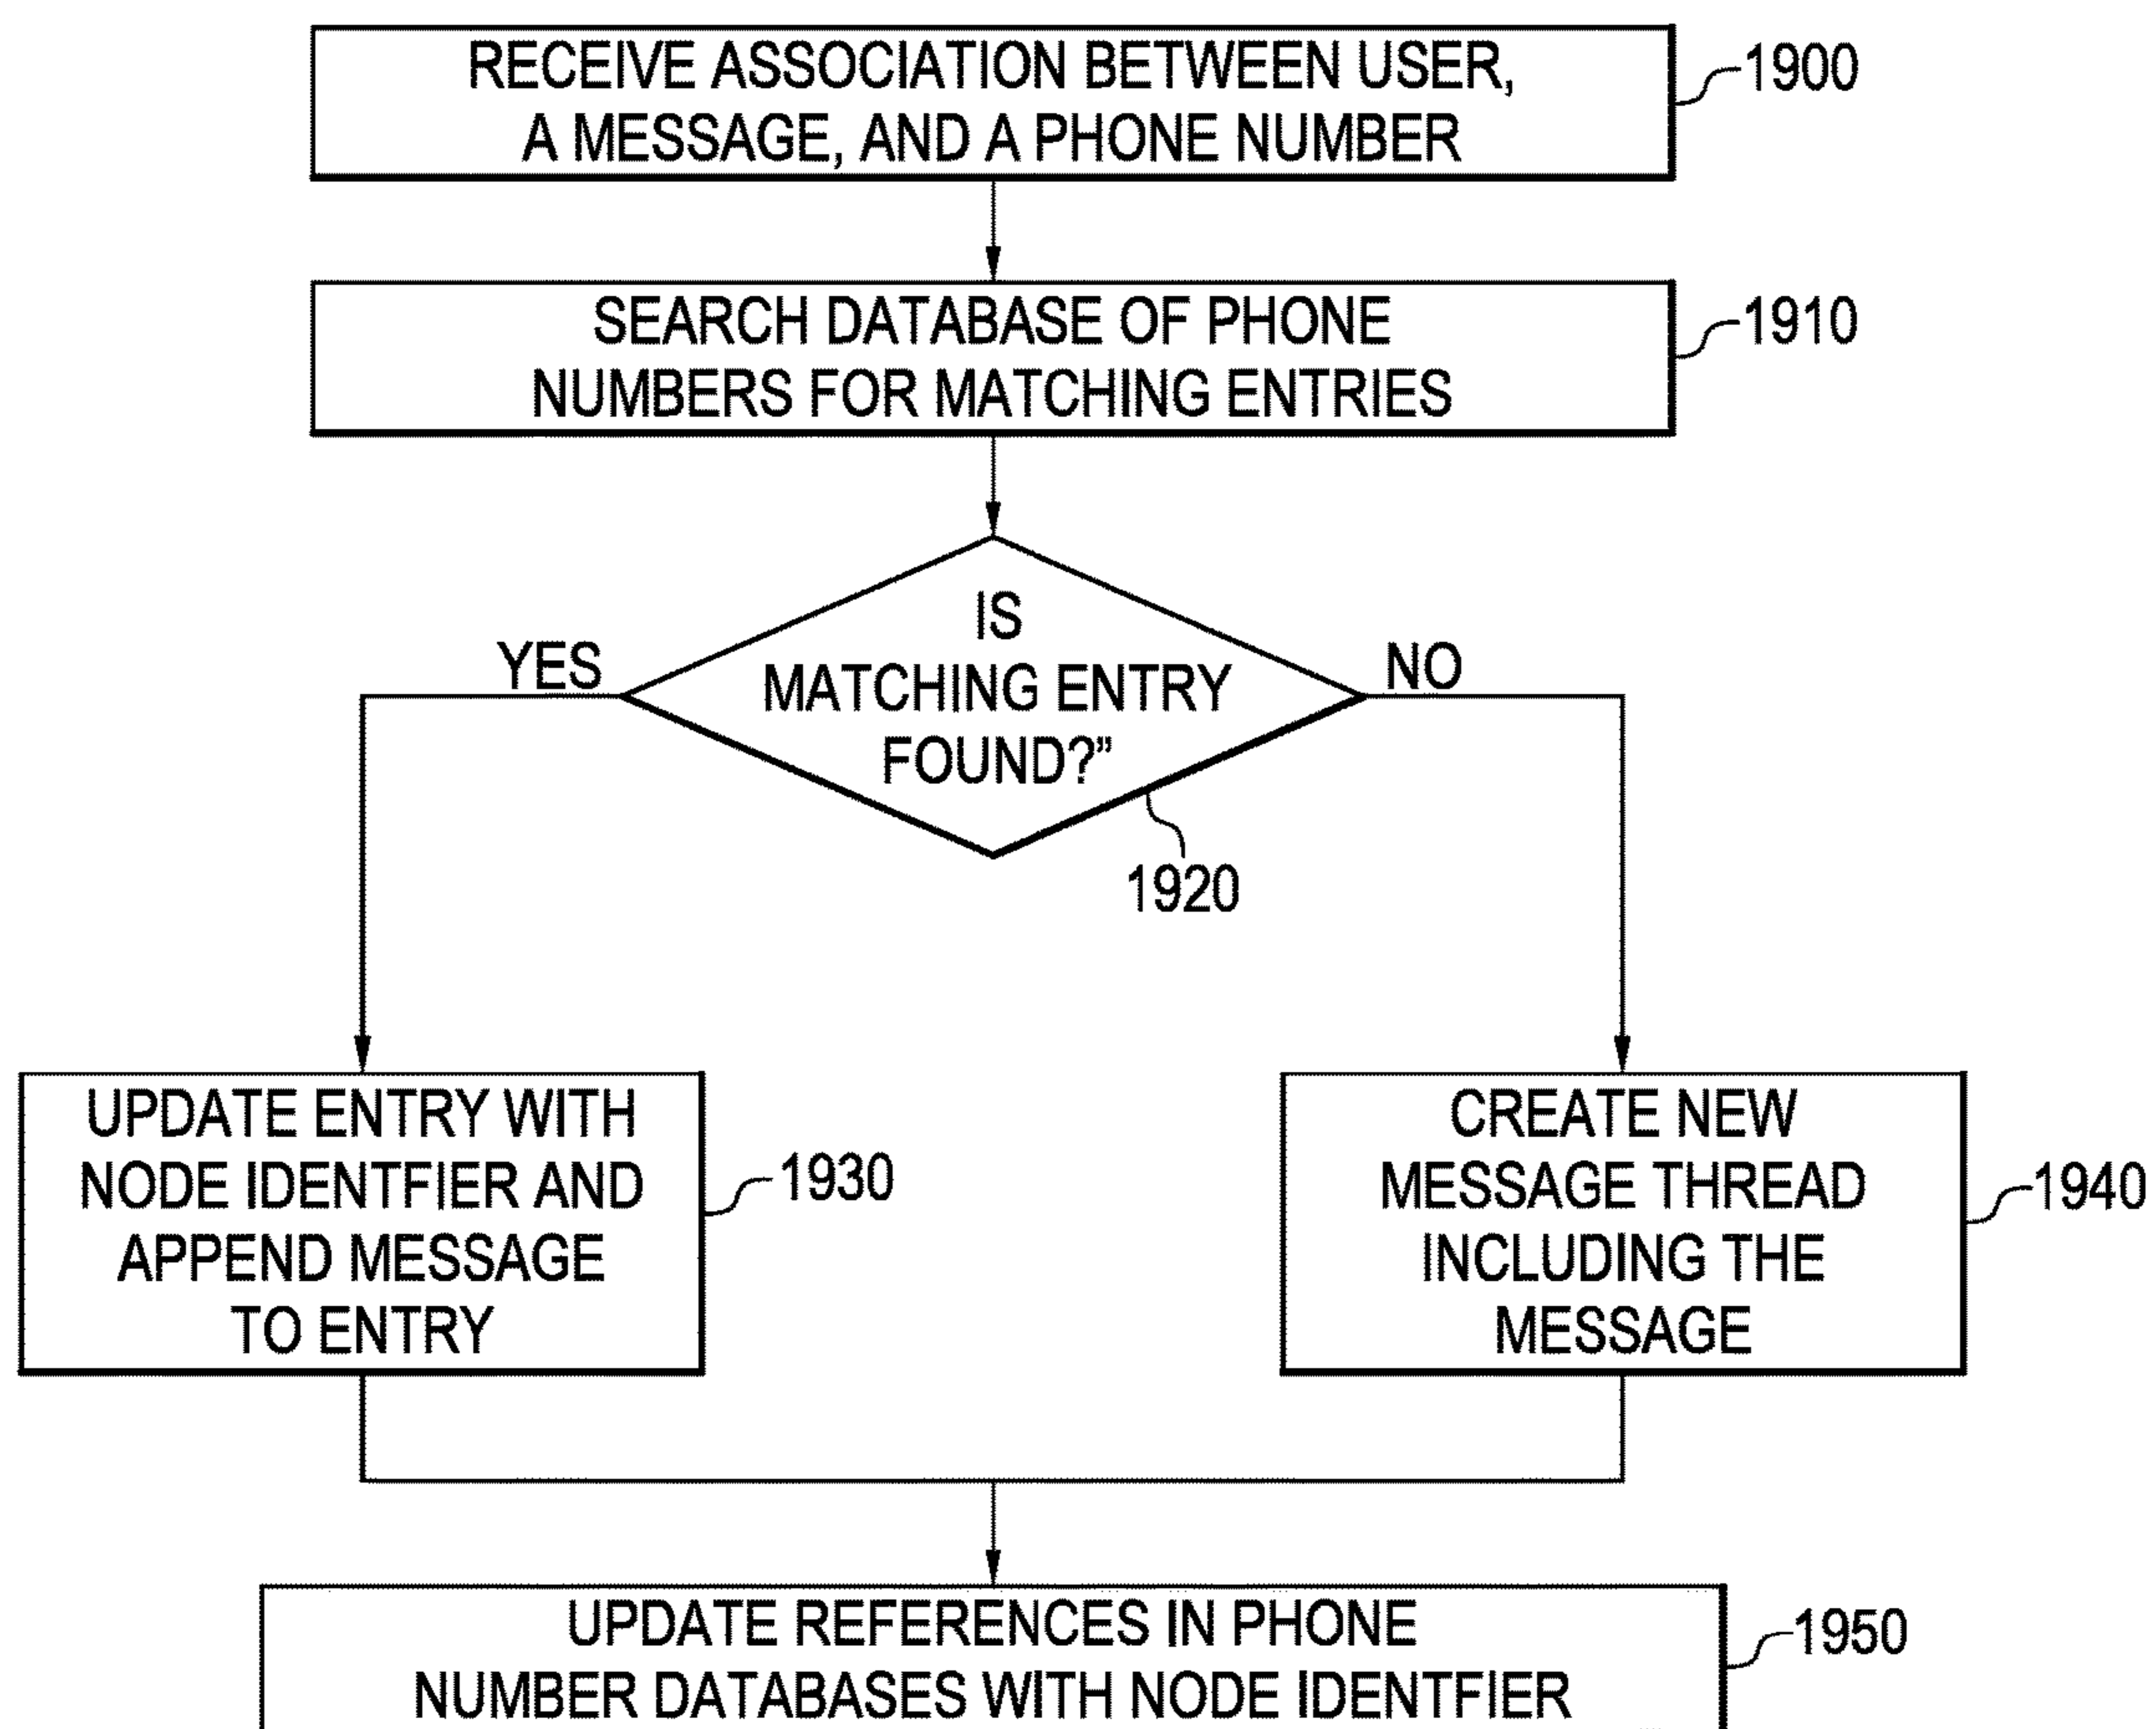 RECEIVE ASSOCIATION BETWEEN USER,
A MESSAGE, AND A PHONE NUMBER
1900
SEARCH DATABASE OF PHONE
NUMBERS FOR MATCHING ENTRIES
1910
IS
MATCHING ENTRY
FOUND?”
YES
NO
1920
UPDATE ENTRY WITH
NODE IDENTFIER AND
APPEND MESSAGE
TO ENTRY
1930
CREATE NEW
MESSAGE THREAD
INCLUDING THE
MESSAGE
1940
UPDATE REFERENCES IN PHONE
NUMBER DATABASES WITH NODE IDENTFIER
1950